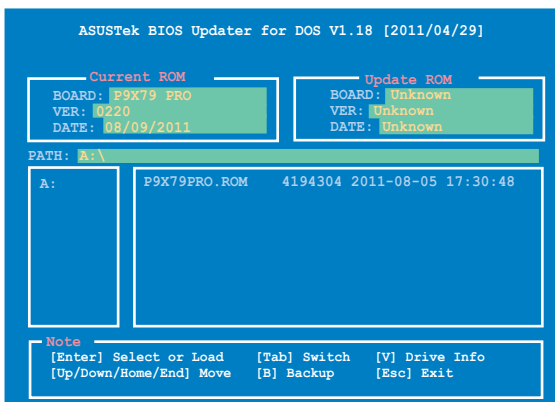 ASUSTek BIOS Updater for DOS V1.18 [2011/04/29]
Current ROM
BOARD: P9X79 PRO
VER: 0220
DATE: 08/09/2011
Update ROM
BOARD: Unknown
VER: Unknown
DATE: Unknown
PATH: A:\
A:
P9X79PRO.ROM 4194304 2011-08-05 17:30:48
Note
[Enter] Select or Load [Tab] Switch [V] Drive Info
[Up/Down/Home/End] Move [B] Backup [Esc] Exit